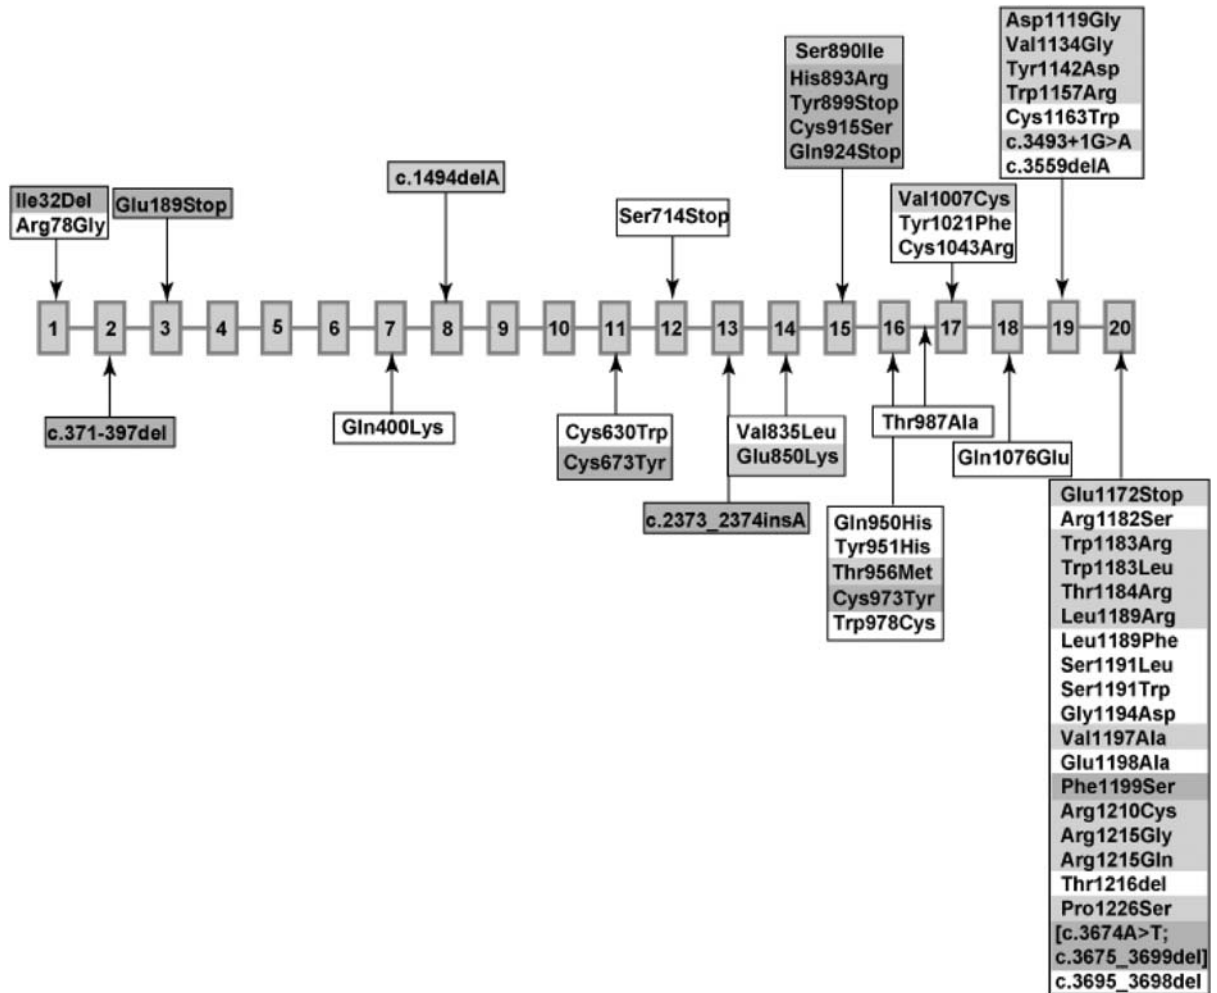 Asp1119Gly
Val1134Gly
Tyr1142Asp
Trp1157Arg
Cys1163Trp
c.3493+1G>A
c.3559delA
Ser890Ile
His893Arg
Tyr899Stop
Cys915Ser
Gln924Stop
c.1494delA
Ile32Del
Arg78Gly
Glu189Stop
Ser714Stop
Val1007Cys
Tyr1021Phe
Cys1043Arg
1 2 3 4 5 6 7 8 9 10 11 12 13 14 15 16 17 18 19 20
c.371-397del
Gln400Lys
Cys630Trp
Cys673Tyr
Val835Leu
Glu850Lys
Thr987Ala
Gln1076Glu
c.2373_2374insA
Gln950His
Tyr951His
Thr956Met
Cys973Tyr
Trp978Cys
Glu1172Stop
Arg1182Ser
Trp1183Arg
Trp1183Leu
Thr1184Arg
Leu1189Arg
Leu1189Phe
Ser1191Leu
Ser1191Trp
Gly1194Asp
Val1197Ala
Glu1198Ala
Phe1199Ser
Arg1210Cys
Arg1215Gly
Arg1215Gln
Thr1216del
Pro1226Ser
[c.3674A>T;
c.3675_3699del]
c.3695_3698del